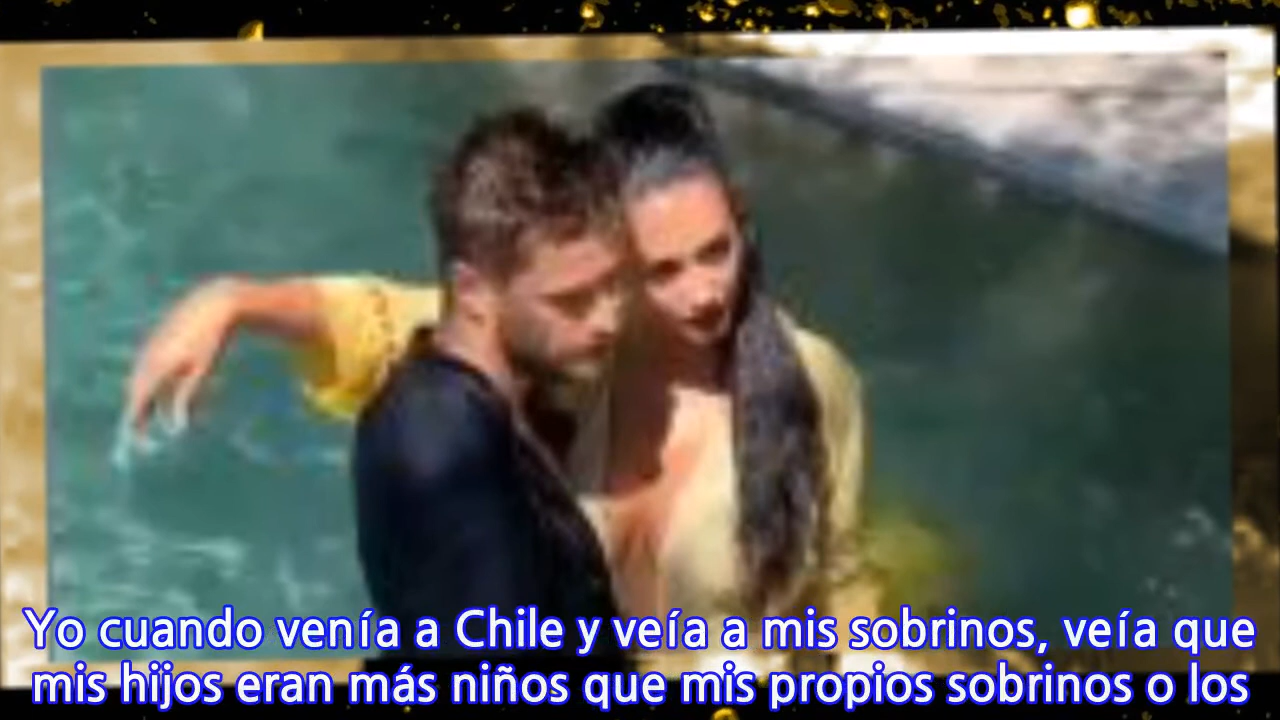 Yo cuando venía a Chile y veía a mis sobrinos, veía que
mis hijos eran más niños que mis propios sobrinos o los